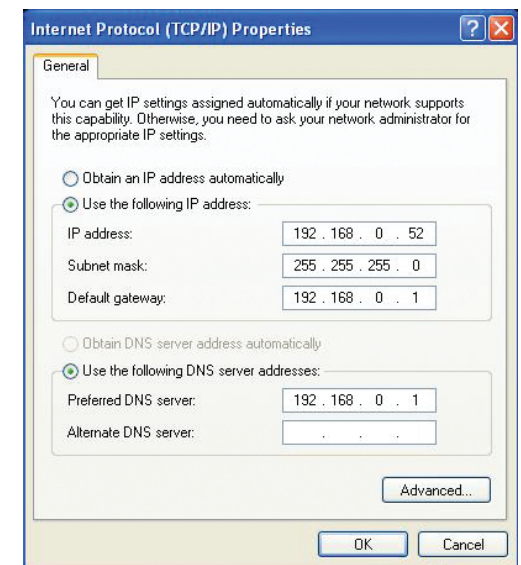 Internet Protocol (TCP/IP) Properties
General
You can get IP settings assigned automatically if your network supports
this capability. Otherwise, you need to ask your network administrator for
the appropriate IP settings.
Obtain an IP address automatically
Use the following IP address:
IP address: 192 . 168 . 0 . 52
Subnet mask: 255 . 255 . 255 . 0
Default gateway: 192 . 168 . 0 . 1
Obtain DNS server address automatically
Use the following DNS server addresses:
Preferred DNS server: 192 . 168 . 0 . 1
Alternate DNS server: . . .
Advanced...
OK Cancel